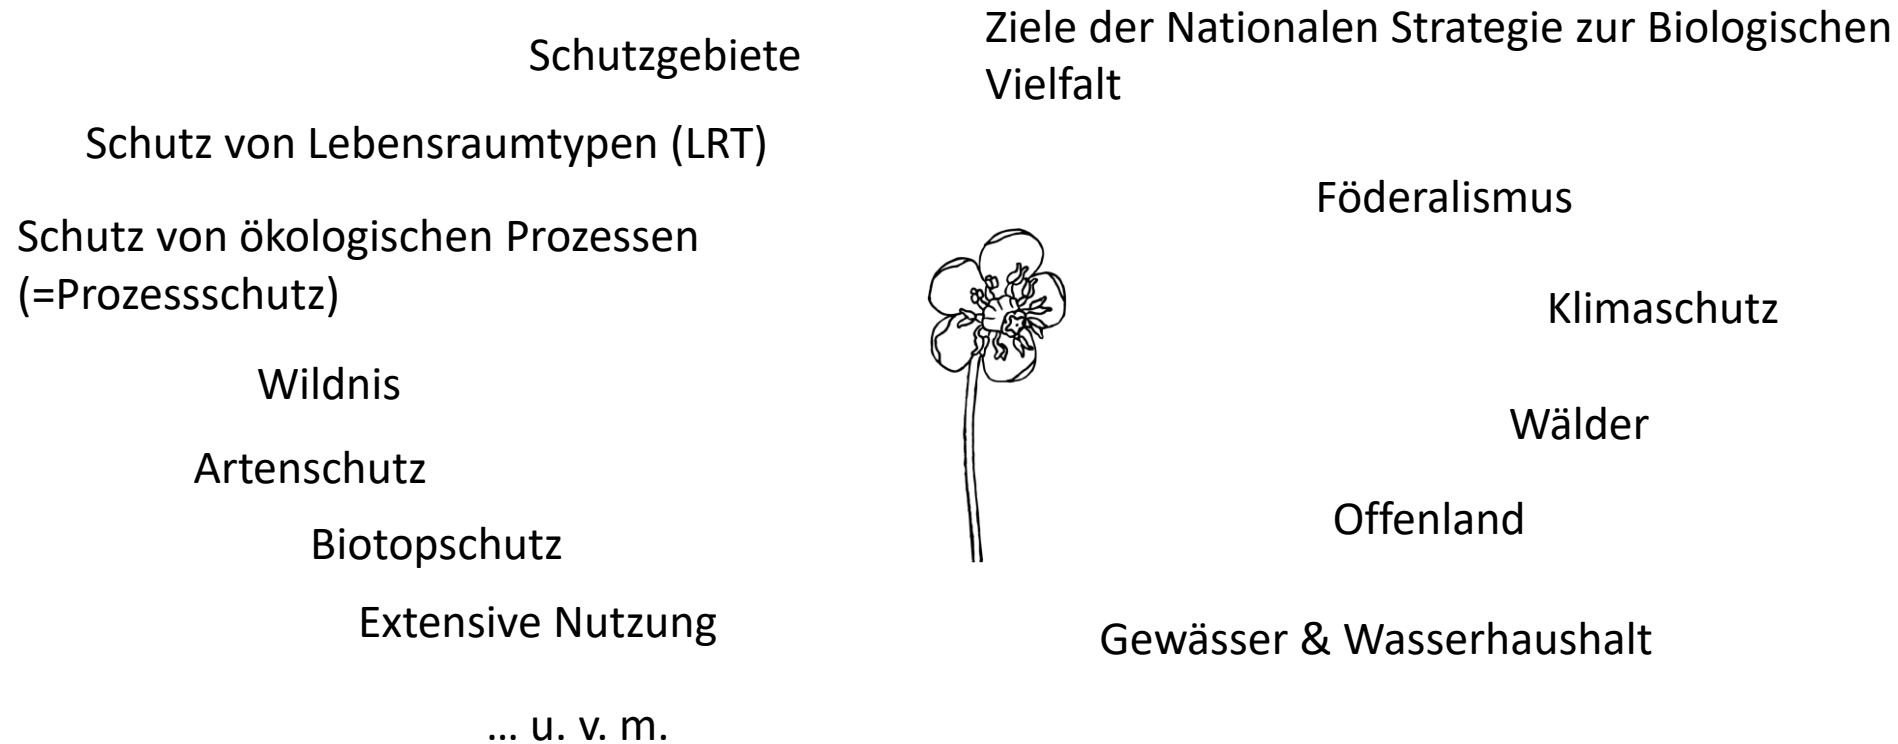 Schutzgebiete
Ziele der Nationalen Strategie zur Biologischen
Vielfalt
Schutz von Lebensraumtypen (LRT)
Föderalismus
Schutz von ökologischen Prozessen
(=Prozessschutz)
Klimaschutz
Wildnis
Wälder
Artenschutz
Offenland
Biotopschutz
Extensive Nutzung
Gewässer & Wasserhaushalt
... u. v. m.